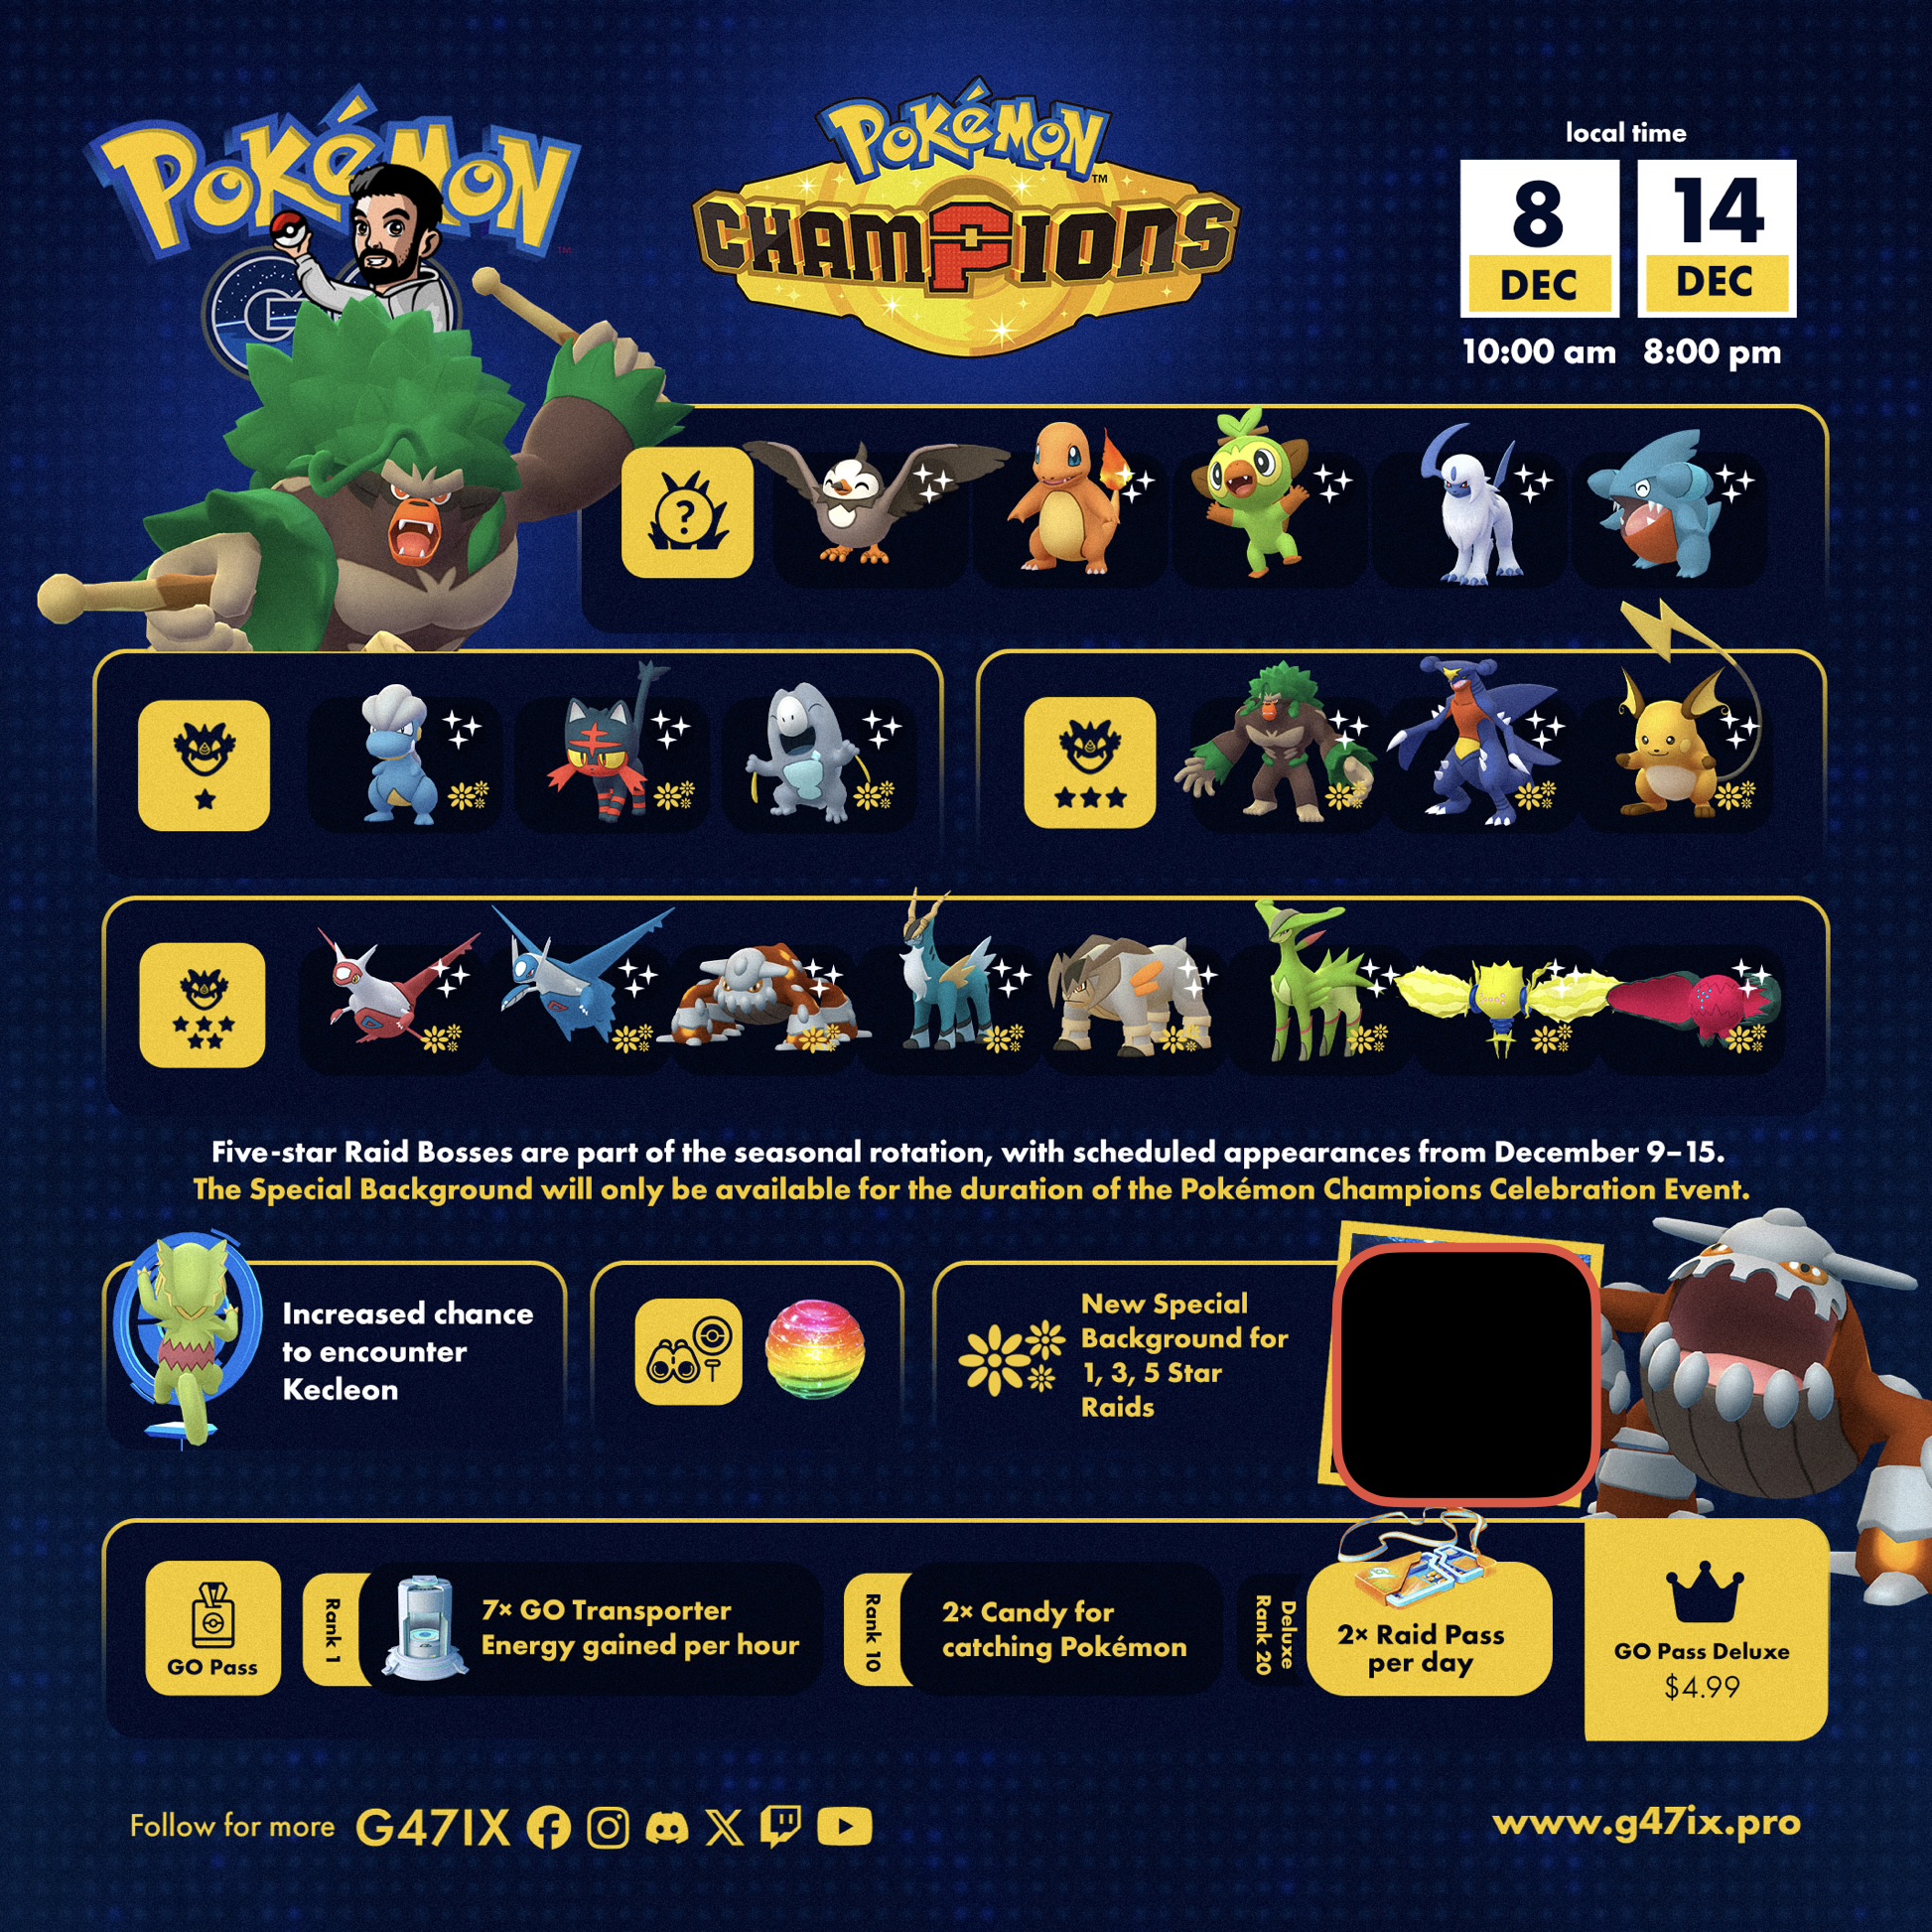 POKÉMON
G
POKÉMON
TM
CHAMPIONS
local time
8
DEC
10:00 am
14
DEC
8:00 pm
?
Five-star Raid Bosses are part of the seasonal rotation, with scheduled appearances from December 9–15.
The Special Background will only be available for the duration of the Pokémon Champions Celebration Event.
Increased chance
to encounter
Kecleon
New Special
Background for
1, 3, 5 Star
Raids
GO Pass
Rank 1
7× GO Transporter
Energy gained per hour
Rank 10
2× Candy for
catching Pokémon
Deluxe
Rank 20
2× Raid Pass
per day
GO Pass Deluxe
$4.99
Follow for more
G47IX
www.g47ix.pro